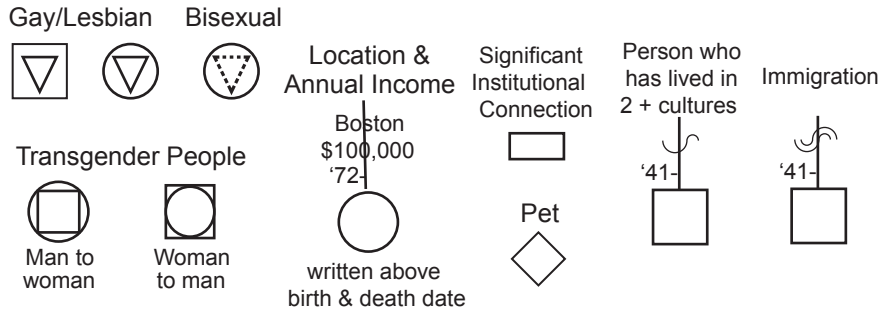 Gay/Lesbian
Bisexual
Transgender People
Man to
woman
Woman
to man
Location &
Annual Income
Boston
$100,000
‘72-
written above
birth & death date
Significant
Institutional
Connection
Pet
Person who
has lived in
2 + cultures
‘41-
Immigration
‘41-